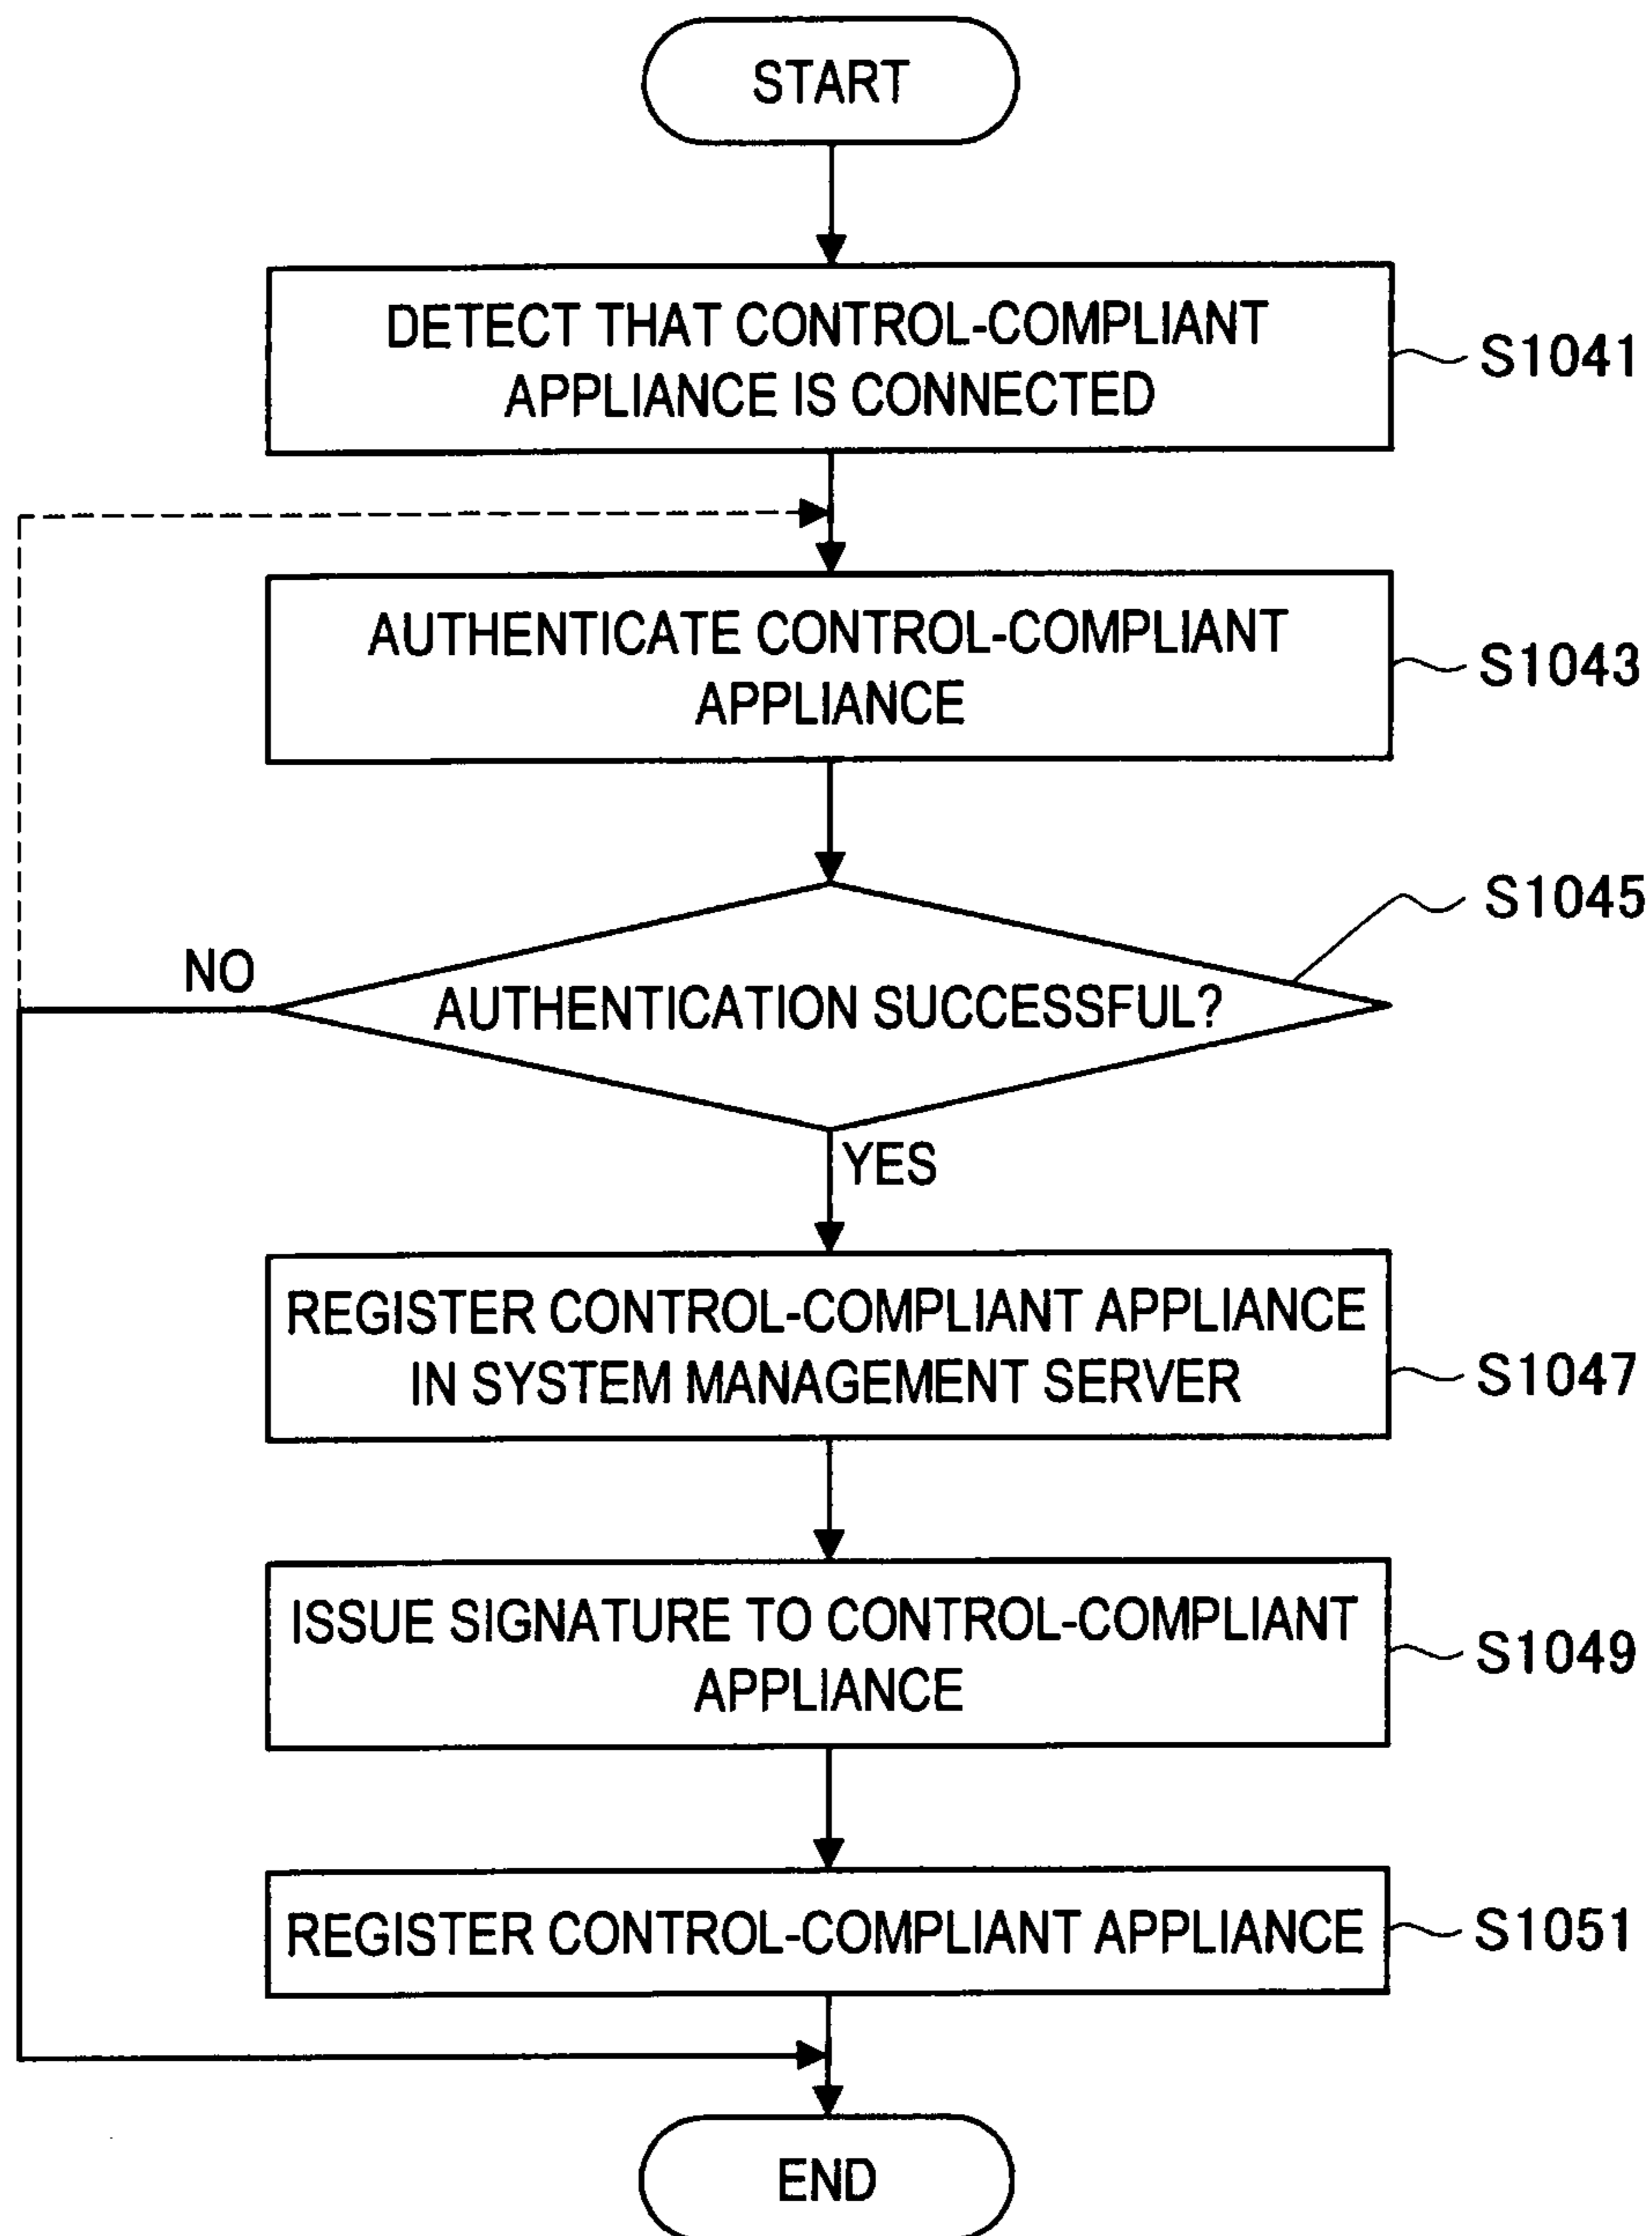 START
DETECT THAT CONTROL-COMPLIANT
APPLIANCE IS CONNECTED
S1041
AUTHENTICATE CONTROL-COMPLIANT
APPLIANCE
S1043
S1045
NO
AUTHENTICATION SUCCESSFUL?
YES
REGISTER CONTROL-COMPLIANT APPLIANCE
IN SYSTEM MANAGEMENT SERVER
S1047
ISSUE SIGNATURE TO CONTROL-COMPLIANT
APPLIANCE
S1049
REGISTER CONTROL-COMPLIANT APPLIANCE
S1051
END